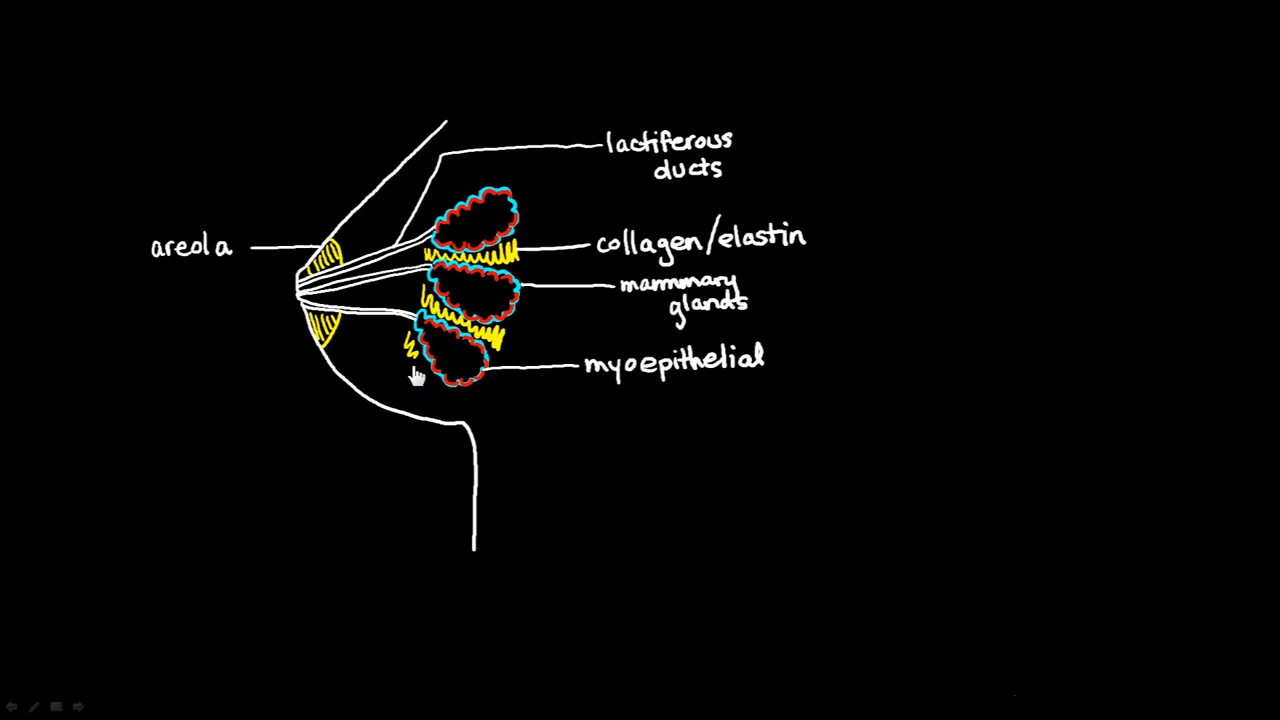 lactiferous
ducts
areola
collagen/elastin
mammary
glands
myoepithelial